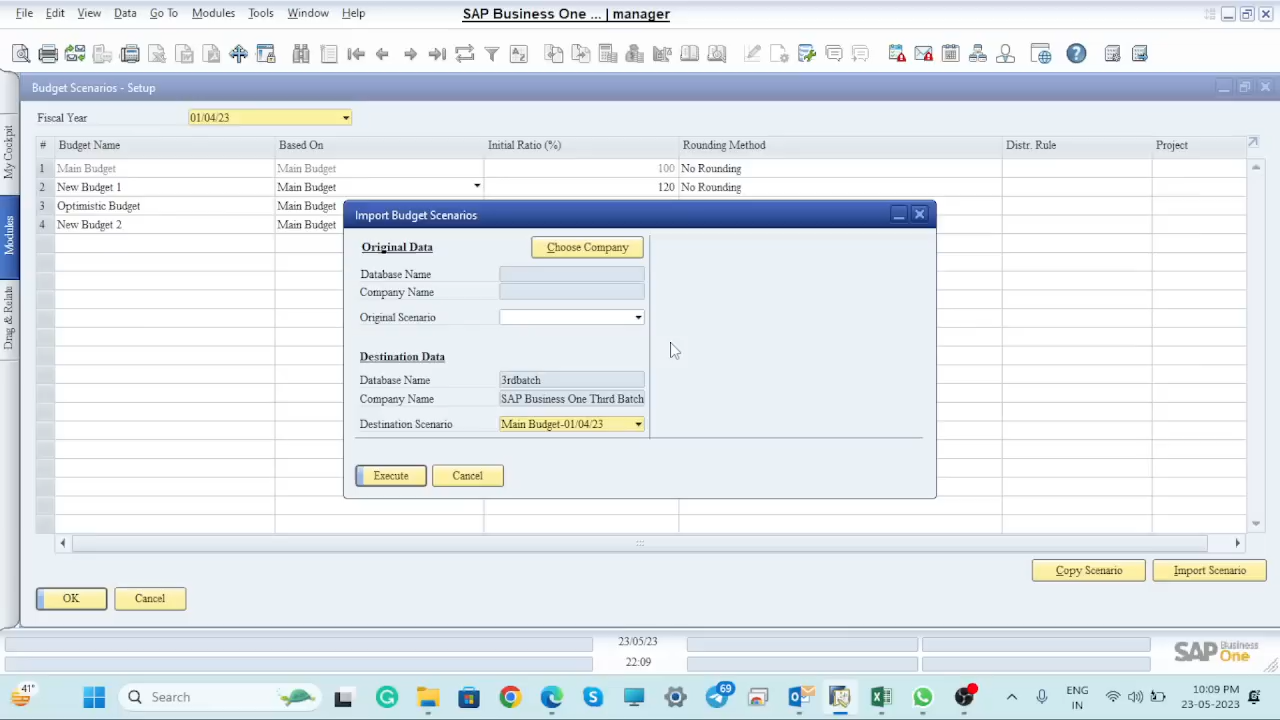 File Edit View Data Go To Modules Tools Window Help
SAP Business One ... | manager
Budget Scenarios - Setup
Fiscal Year 01/04/23
# Budget Name Based On Initial Ratio (%) Rounding Method Distr. Rule Project
1 Main Budget Main Budget 100 No Rounding
2 New Budget 1 Main Budget 120 No Rounding
3 Optimistic Budget Main Budget
4 New Budget 2 Main Budget
My Cockpit
Modules
Drag & Relate
Import Budget Scenarios
Original Data Choose Company
Database Name
Company Name
Original Scenario
Destination Data
Database Name 3rdbatch
Company Name SAP Business One Third Batch
Destination Scenario Main Budget-01/04/23
Execute Cancel
Copy Scenario Import Scenario
OK Cancel
23/05/23
22:09
SAP Business One
41°
Search
69
ENG
IN
10:09 PM
23-05-2023